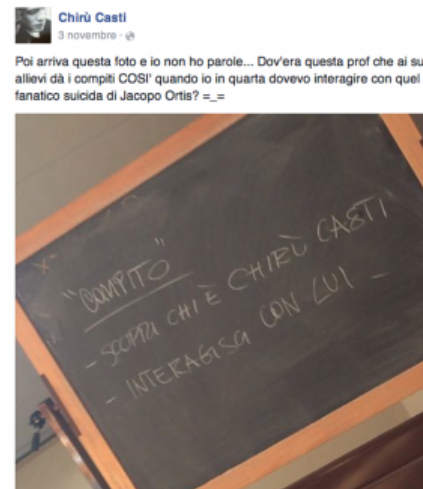 Chirù Casti
3 novembre ·
Poi arriva questa foto e io non ho parole... Dov'era questa prof che ai su
allievi dà i compiti COSI' quando io in quarta dovevo interagire con quel
fanatico suicida di Jacopo Ortis? =_=
"COMPITO"
- SCOPRI CHI È CHIRÙ CASTI
- INTERAGISCI CON LUI -